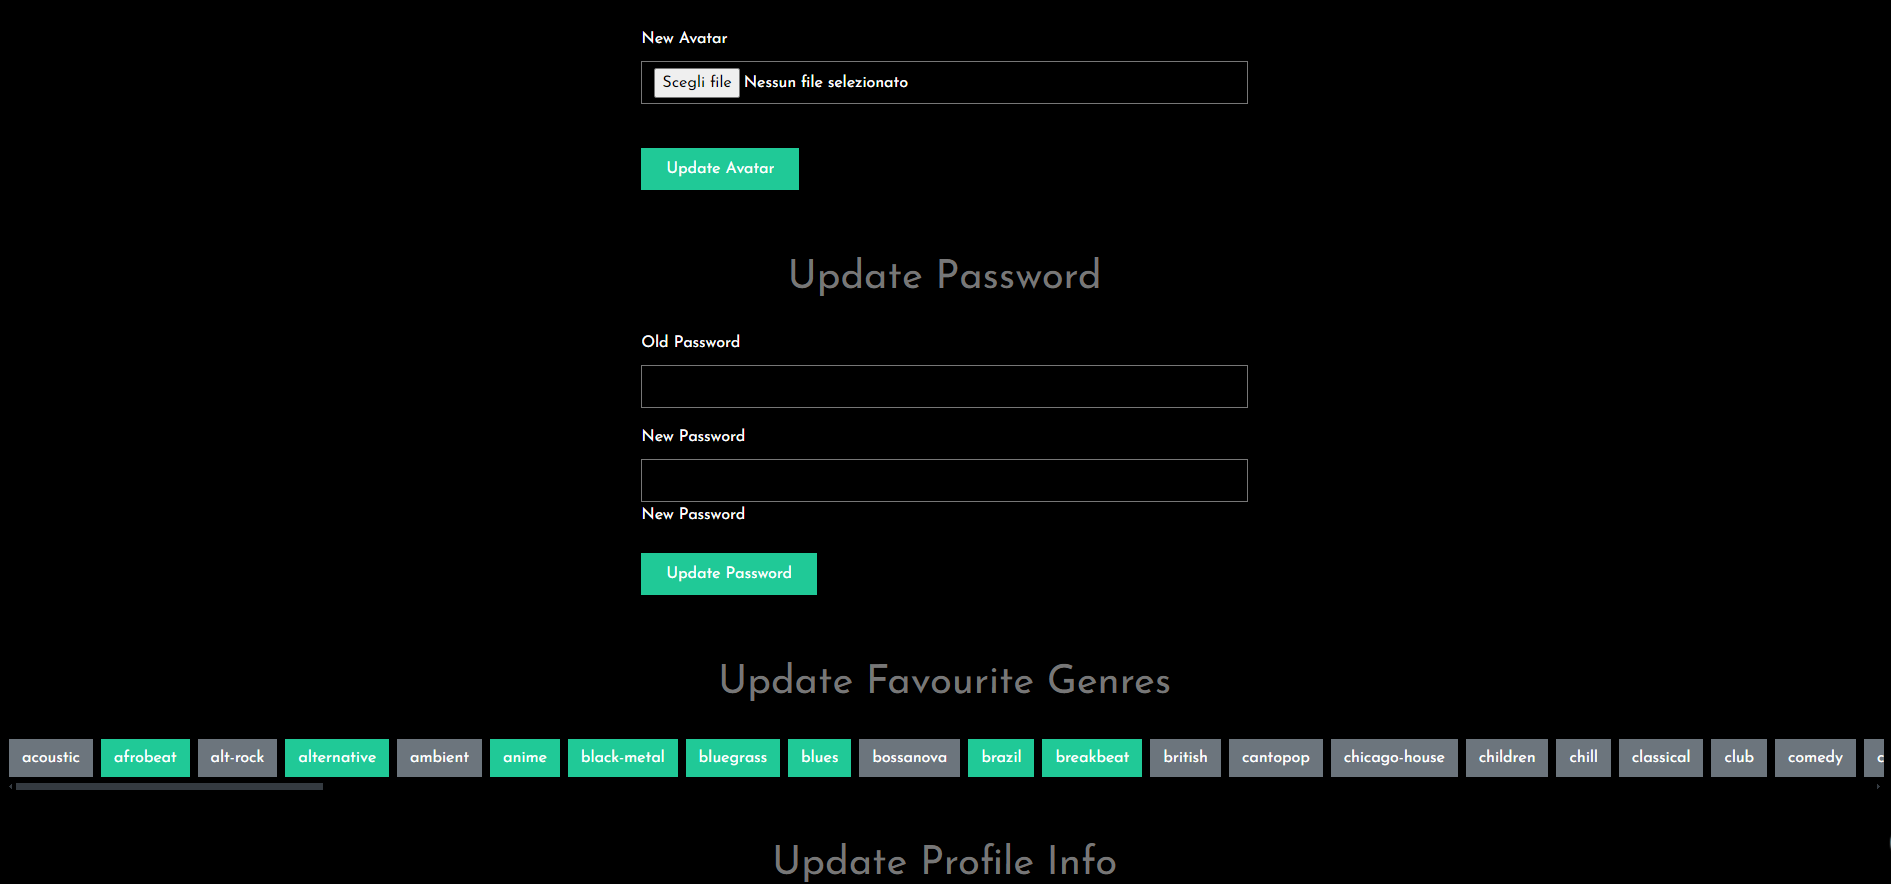 New Avatar
Scegli file Nessun file selezionato
Update Avatar
Update Password
Old Password
New Password
New Password
Update Password
Update Favourite Genres
acoustic afrobeat alt-rock alternative ambient anime black-metal bluegrass blues bossanova brazil breakbeat british cantopop chicago-house children chill classical club comedy
Update Profile Info